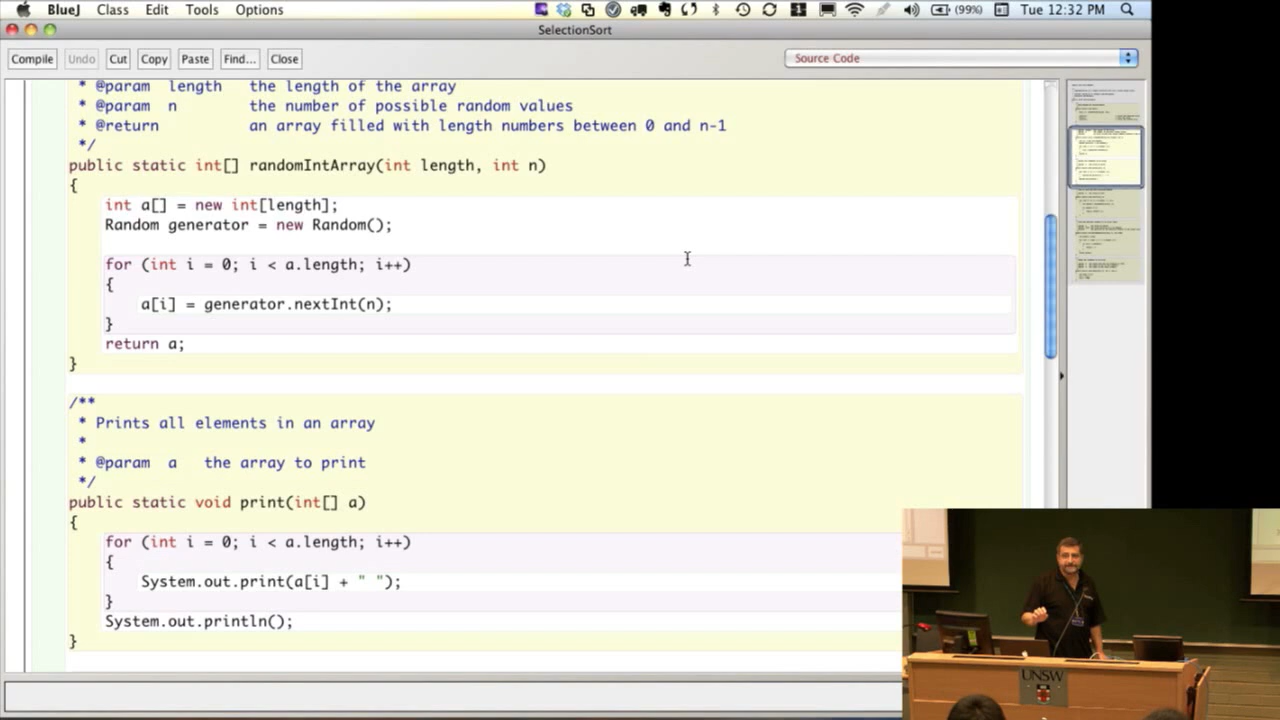 BlueJ Class Edit Tools Options (99%) Tue 12:32 PM
SelectionSort
Compile Undo Cut Copy Paste Find... Close Source Code
* @param length the length of the array
* @param n the number of possible random values
* @return an array filled with length numbers between 0 and n-1
*/
public static int[] randomIntArray(int length, int n)
{
int a[] = new int[length];
Random generator = new Random();
for (int i = 0; i < a.length; i++)
{
a[i] = generator.nextInt(n);
}
return a;
}
/**
* Prints all elements in an array
*
* @param a the array to print
*/
public static void print(int[] a)
{
for (int i = 0; i < a.length; i++)
{
System.out.print(a[i] + " ");
}
System.out.println();
}
UNSW